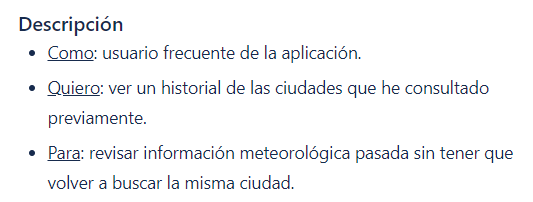 Descripción
• Como: usuario frecuente de la aplicación.
• Quiero: ver un historial de las ciudades que he consultado
previamente.
• Para: revisar información meteorológica pasada sin tener que
volver a buscar la misma ciudad.